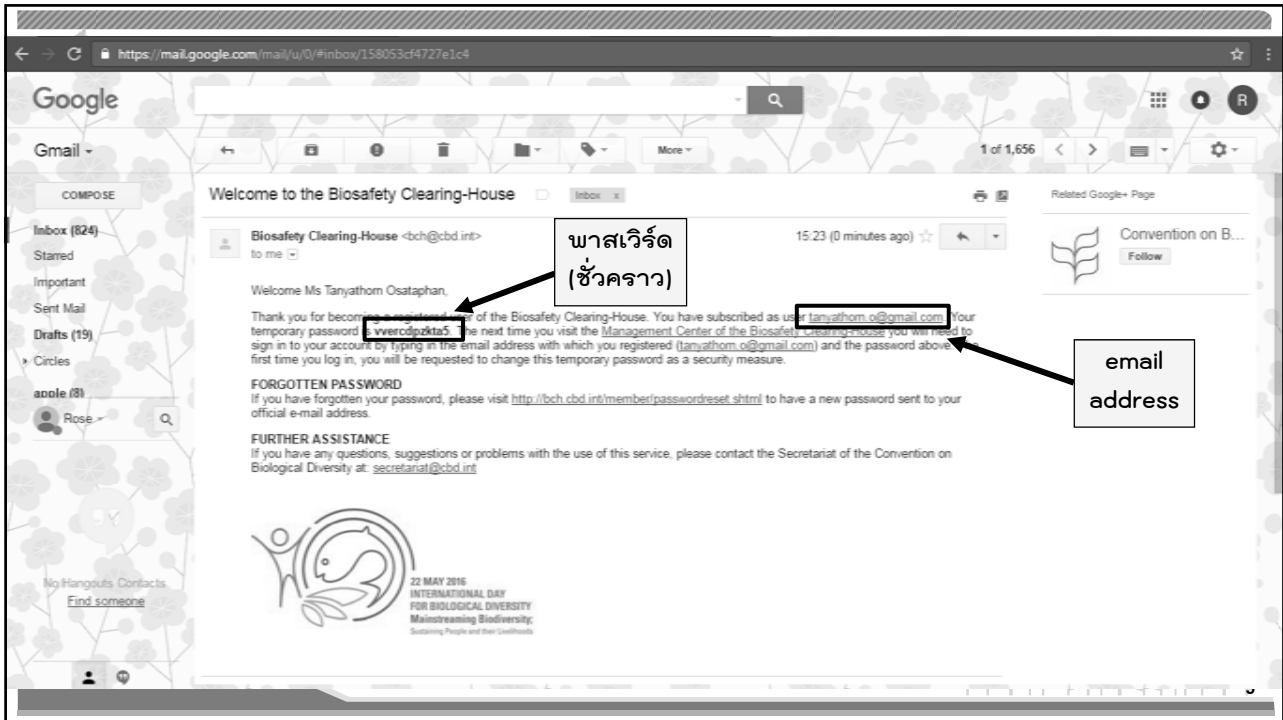 https://mail.google.com/mail/u/0/#inbox/158053cf4727e1c4
Google
R
Gmail
More
1 of 1,656
COMPOSE
Welcome to the Biosafety Clearing-House
Inbox x
Related Google+ Page
Inbox (824)
Starred
Important
Sent Mail
Drafts (19)
Circles
apple (8)
Rose
Biosafety Clearing-House <bch@cbd.int>
to me
15:23 (0 minutes ago)
Convention on B...
Follow
พาสเวิร์ด
(ชั่วคราว)
Welcome Ms Tanyathorn Osataphan,
Thank you for becoming a registered user of the Biosafety Clearing-House. You have subscribed as user tanyathorn.o@gmail.com. Your
temporary password is vvercdpzkta5. The next time you visit the Management Center of the Biosafety Clearing-House you will need to
sign in to your account by typing in the email address with which you registered (tanyathorn.o@gmail.com) and the password above.
first time you log in, you will be requested to change this temporary password as a security measure.
email
address
FORGOTTEN PASSWORD
If you have forgotten your password, please visit http://bch.cbd.int/member/passwordreset.shtml to have a new password sent to your
official e-mail address.
FURTHER ASSISTANCE
If you have any questions, suggestions or problems with the use of this service, please contact the Secretariat of the Convention on
Biological Diversity at: secretariat@cbd.int
22 MAY 2016
INTERNATIONAL DAY
FOR BIOLOGICAL DIVERSITY
Mainstreaming Biodiversity;
Sustaining People and their Livelihoods
No Hangouts Contacts
Find someone